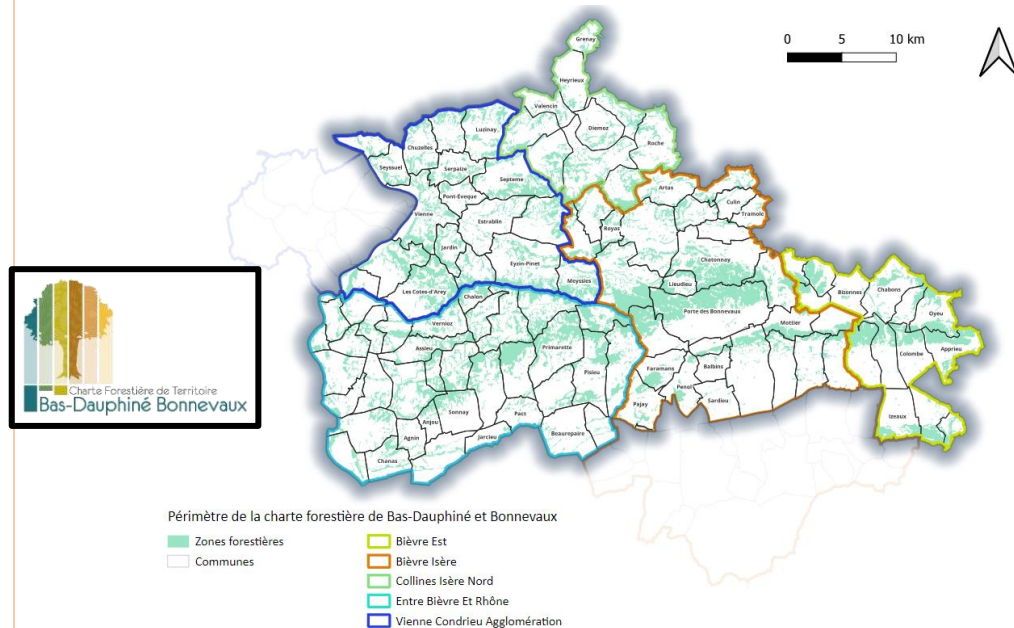 0 5 10 km
Grenay
Heyrieux
Valencin
Diemoz
Roche
Luzinay
Chuzelles
Seyssuel
Serpaize
Septeme
Pont-Eveque
Vienne
Estrablin
Jardin
Eyzin-Pinet
Les Cotes-d'Arey
Meyssies
Chalon
Artas
Culin
Tramole
Royas
Chatonnay
Lieudieu
Porte des Bonnevaux
Mottier
Bizonnes
Chabons
Oyeu
Apprieu
Colombe
Izeaux
Vernioz
Assieu
Primarette
Pisieu
Faramans
Balbins
Penol
Pajay
Sardieu
Sonnay
Pact
Anjou
Agnin
Jarcieu
Beaurepaire
Chanas
Charte Forestière de Territoire
Bas-Dauphiné Bonnevaux
Périmètre de la charte forestière de Bas-Dauphiné et Bonnevaux
Zones forestières
Communes
Bièvre Est
Bièvre Isère
Collines Isère Nord
Entre Bièvre Et Rhône
Vienne Condrieu Agglomération